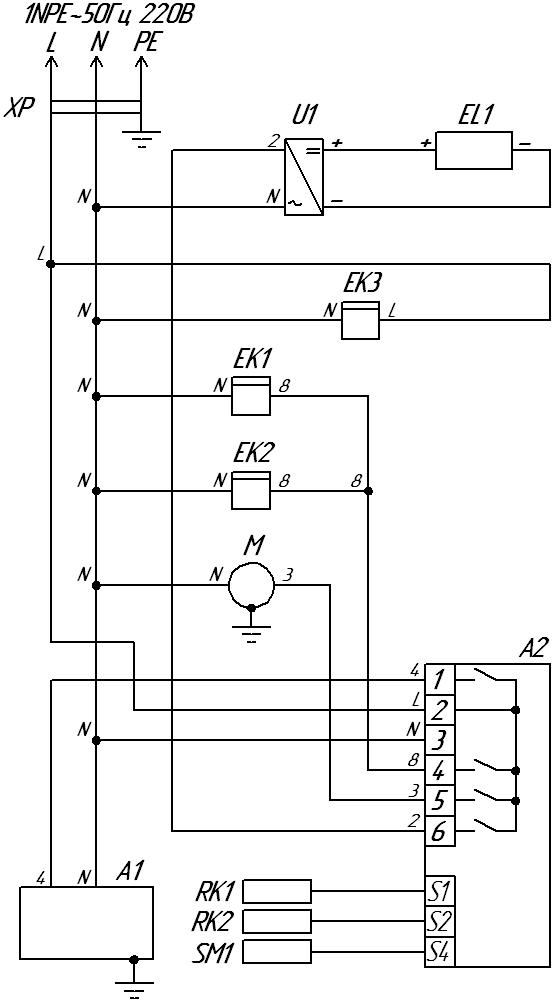 1NPE~50Гц 220В
L N PE
XP
U1 EL1
2 = + + -
N N ~ -
L
EK3
N N L
EK1
N N 8
EK2
N N 8 8
M
N N 3
A2
4 1
L 2
N N 3
8 4
3 5
2 6
A1
4 N
RK1 S1
RK2 S2
SM1 S4